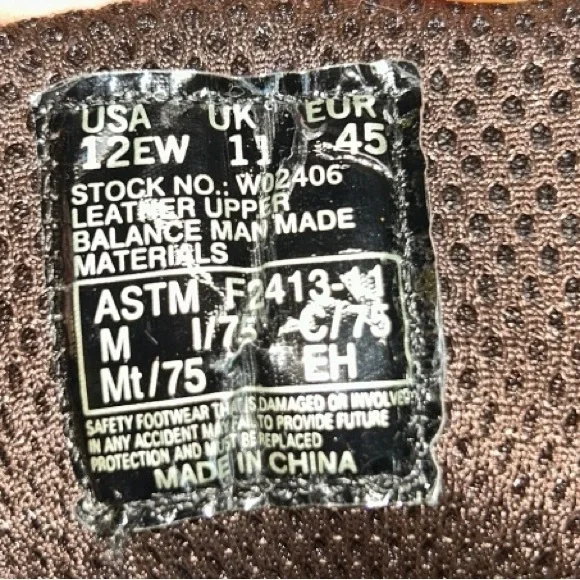 USA UK EUR
12EW 11 45
STOCK NO.: W02406
LEATHER UPPER
BALANCE MAN MADE
MATERIALS
ASTM F2413-11
M I/75 C/75
Mt/75 EH
SAFETY FOOTWEAR THAT IS DAMAGED OR INVOLVED
IN ANY ACCIDENT MAY FAIL TO PROVIDE FUTURE
PROTECTION AND MUST BE REPLACED
MADE IN CHINA